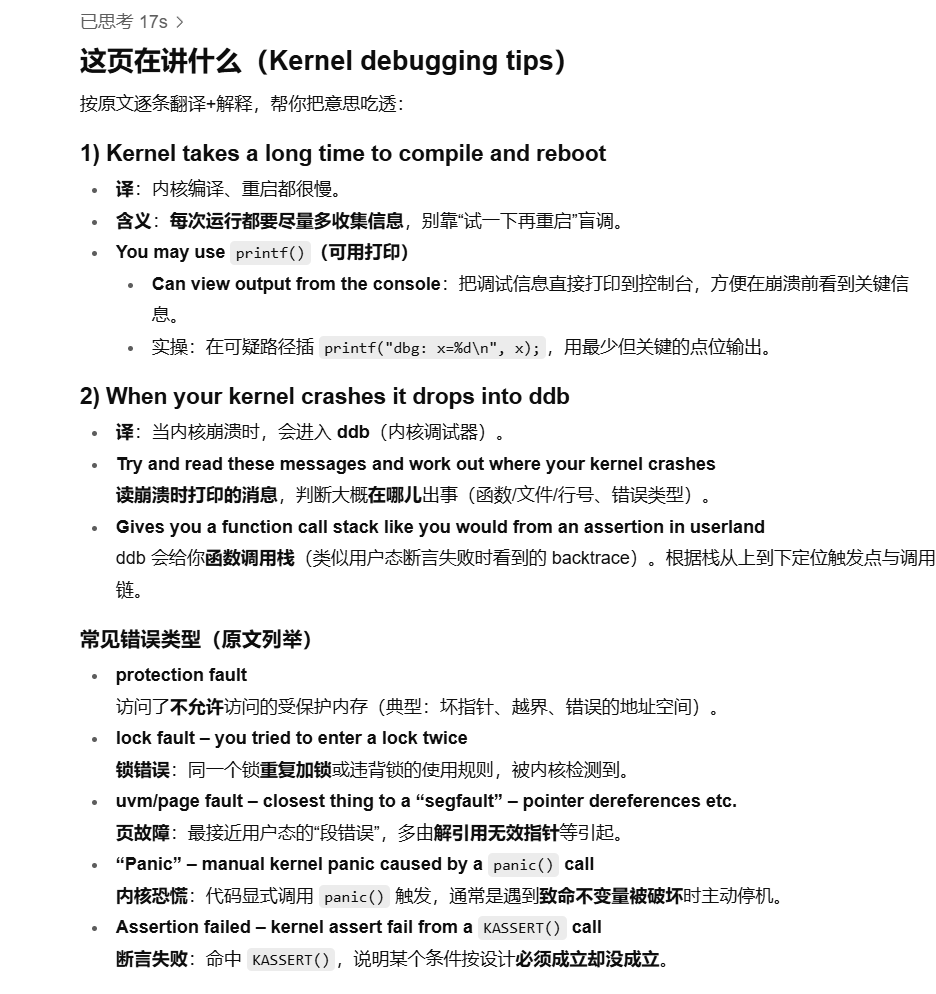 已思考 17s >
这页在讲什么（Kernel debugging tips）
按原文逐条翻译+解释，帮你把意思吃透：
1) Kernel takes a long time to compile and reboot
• 译：内核编译、重启都很慢。
• 含义：每次运行都要尽量多收集信息，别靠“试一下再重启”盲调。
• You may use printf()（可用打印）
• Can view output from the console：把调试信息直接打印到控制台，方便在崩溃前看到关键信
息。
• 实操：在可疑路径插 printf("dbg: x=%d\n", x);，用最少但关键的点位输出。
2) When your kernel crashes it drops into ddb
• 译：当内核崩溃时，会进入 ddb（内核调试器）。
• Try and read these messages and work out where your kernel crashes
读崩溃时打印的消息，判断大概在哪儿出事（函数/文件/行号、错误类型）。
• Gives you a function call stack like you would from an assertion in userland
ddb 会给你函数调用栈（类似用户态断言失败时看到的 backtrace）。根据栈从上到下定位触发点与调用
链。
常见错误类型（原文列举）
• protection fault
访问了不允许访问的受保护内存（典型：坏指针、越界、错误的地址空间）。
• lock fault – you tried to enter a lock twice
锁错误：同一个锁重复加锁或违背锁的使用规则，被内核检测到。
• uvm/page fault – closest thing to a “segfault” – pointer dereferences etc.
页故障：最接近用户态的“段错误”，多由解引用无效指针等引起。
• “Panic” – manual kernel panic caused by a panic() call
内核恐慌：代码显式调用 panic() 触发，通常是遇到致命不变量被破坏时主动停机。
• Assertion failed – kernel assert fail from a KASSERT() call
断言失败：命中 KASSERT()，说明某个条件按设计必须成立却没成立。